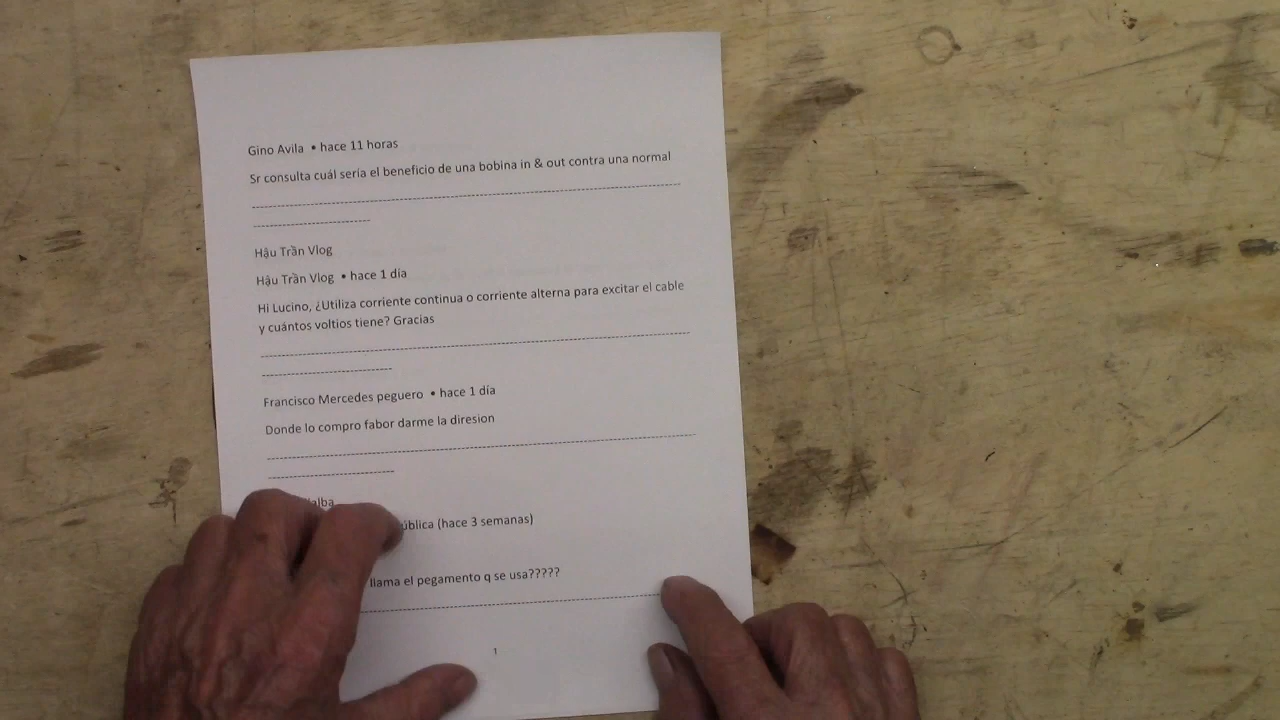 Gino Avila • hace 11 horas
Sr consulta cuál sería el beneficio de una bobina in & out contra una normal
--------------------------------------------------------------------------------
----------------------
Hậu Trần Vlog
Hậu Trần Vlog • hace 1 día
Hi Lucino, ¿Utiliza corriente continua o corriente alterna para excitar el cable
y cuántos voltios tiene? Gracias
--------------------------------------------------------------------------------
------------------------
Francisco Mercedes peguero • hace 1 día
Donde lo compro fabor darme la diresion
--------------------------------------------------------------------------------
-----------------------
(hace 3 semanas)
llama el pegamento q se usa?????
--------------------------------------------------------
1